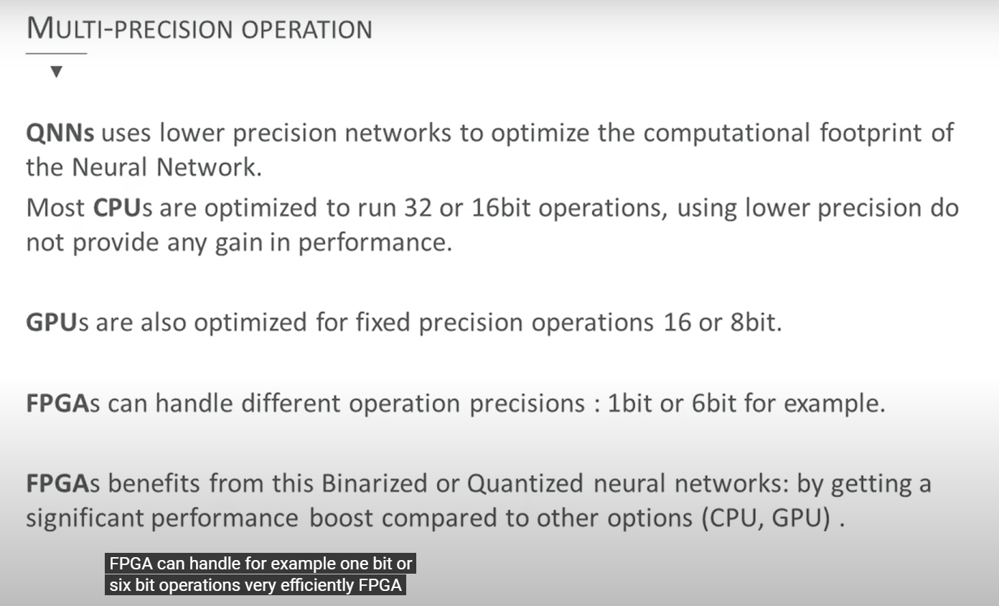 MULTI-PRECISION OPERATION
QNNs uses lower precision networks to optimize the computational footprint of
the Neural Network.
Most CPUs are optimized to run 32 or 16bit operations, using lower precision do
not provide any gain in performance.
GPUs are also optimized for fixed precision operations 16 or 8bit.
FPGAs can handle different operation precisions : 1bit or 6bit for example.
FPGAs benefits from this Binarized or Quantized neural networks: by getting a
significant performance boost compared to other options (CPU, GPU) .
FPGA can handle for example one bit or
six bit operations very efficiently FPGA